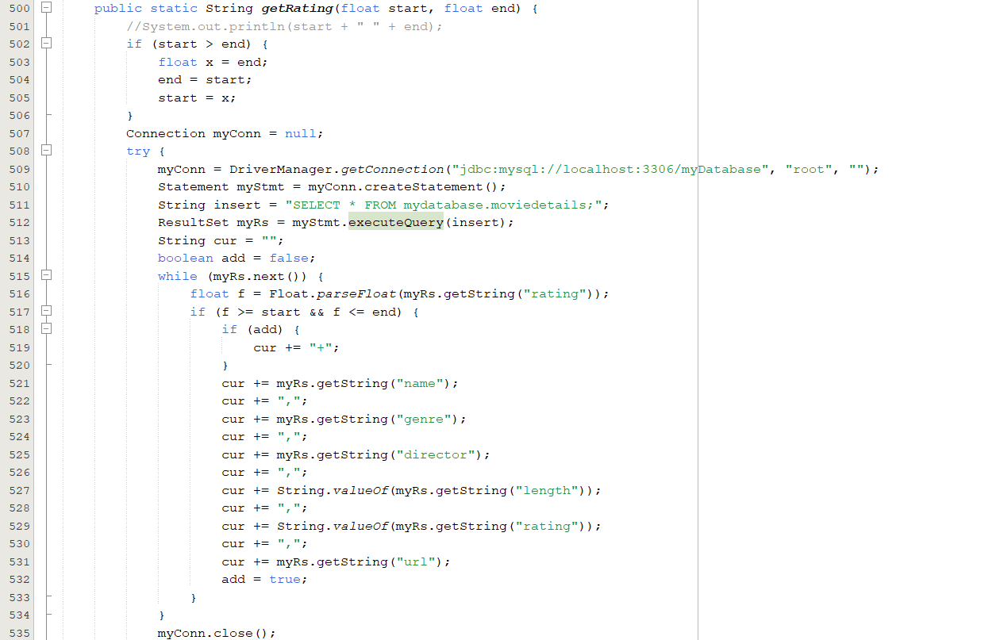 500 public static String getRating(float start, float end) {
501 //System.out.println(start + " " + end);
502 if (start > end) {
503 float x = end;
504 end = start;
505 start = x;
506 }
507 Connection myConn = null;
508 try {
509 myConn = DriverManager.getConnection("jdbc:mysql://localhost:3306/myDatabase", "root", "");
510 Statement myStmt = myConn.createStatement();
511 String insert = "SELECT * FROM mydatabase.moviedetails;";
512 ResultSet myRs = myStmt.executeQuery(insert);
513 String cur = "";
514 boolean add = false;
515 while (myRs.next()) {
516 float f = Float.parseFloat(myRs.getString("rating"));
517 if (f >= start && f <= end) {
518 if (add) {
519 cur += "+";
520 }
521 cur += myRs.getString("name");
522 cur += ",";
523 cur += myRs.getString("genre");
524 cur += ",";
525 cur += myRs.getString("director");
526 cur += ",";
527 cur += String.valueOf(myRs.getString("length"));
528 cur += ",";
529 cur += String.valueOf(myRs.getString("rating"));
530 cur += ",";
531 cur += myRs.getString("url");
532 add = true;
533 }
534 }
535 myConn.close();